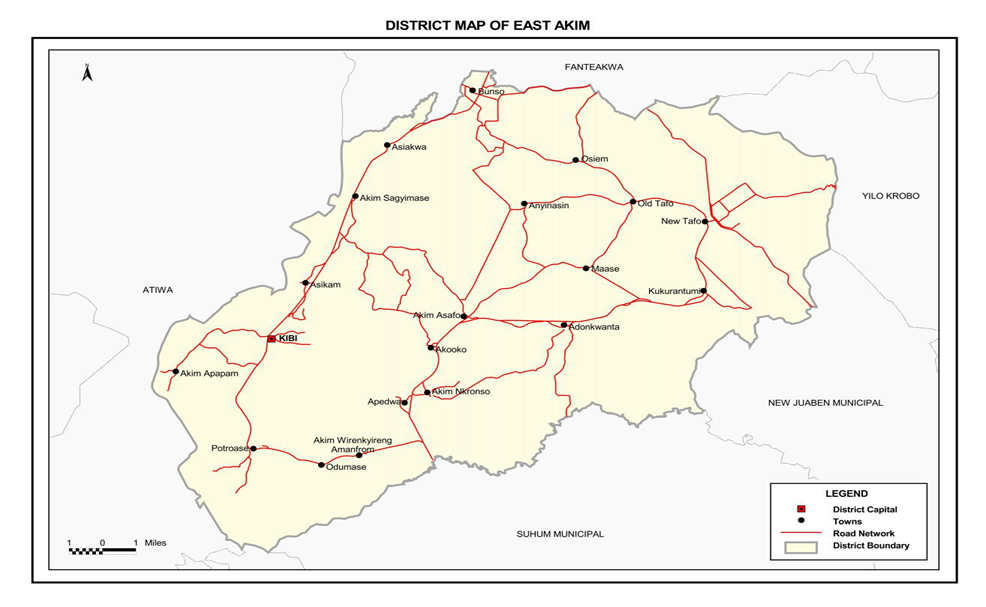 DISTRICT MAP OF EAST AKIM
N
FANTEAKWA
Bunso
Asiakwa
Osiem
Akim Sagyimase
YILO KROBO
Anyinasin
Old Tafo
New Tafo
Maase
ATIWA
Asikam
Kukurantumi
Akim Asafo
Adonkwanta
KIBI
Akooko
Akim Apapam
Akim Nkronso
Apedwa
NEW JUABEN MUNICIPAL
Akim Wirenkyireng
Amanfrom
Potroase
Odumase
SUHUM MUNICIPAL
1 0 1 Miles
LEGEND
District Capital
Towns
Road Network
District Boundary